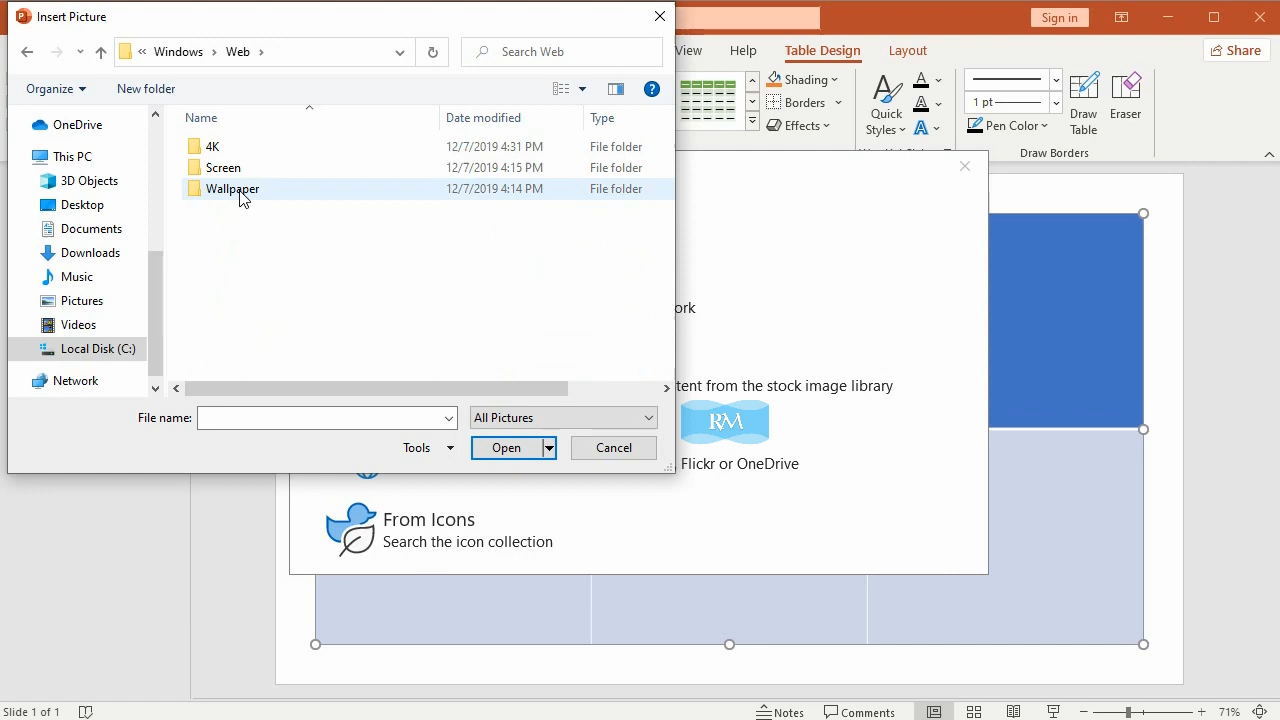 Insert Picture
Sign in
« Windows > Web >
Search Web
View Help Table Design Layout
Share
Organize New folder
Shading
Borders
Effects
Quick Styles
A
A
A
1 pt
Pen Color
Draw Table
Eraser
Draw Borders
Name Date modified Type
4K 12/7/2019 4:31 PM File folder
Screen 12/7/2019 4:15 PM File folder
Wallpaper 12/7/2019 4:14 PM File folder
OneDrive
This PC
3D Objects
Desktop
Documents
Downloads
Music
Pictures
Videos
Local Disk (C:)
Network
File name: All Pictures
Tools Open Cancel
ork
tent from the stock image library
RM
Flickr or OneDrive
From Icons
Search the icon collection
Slide 1 of 1
Notes Comments 71%